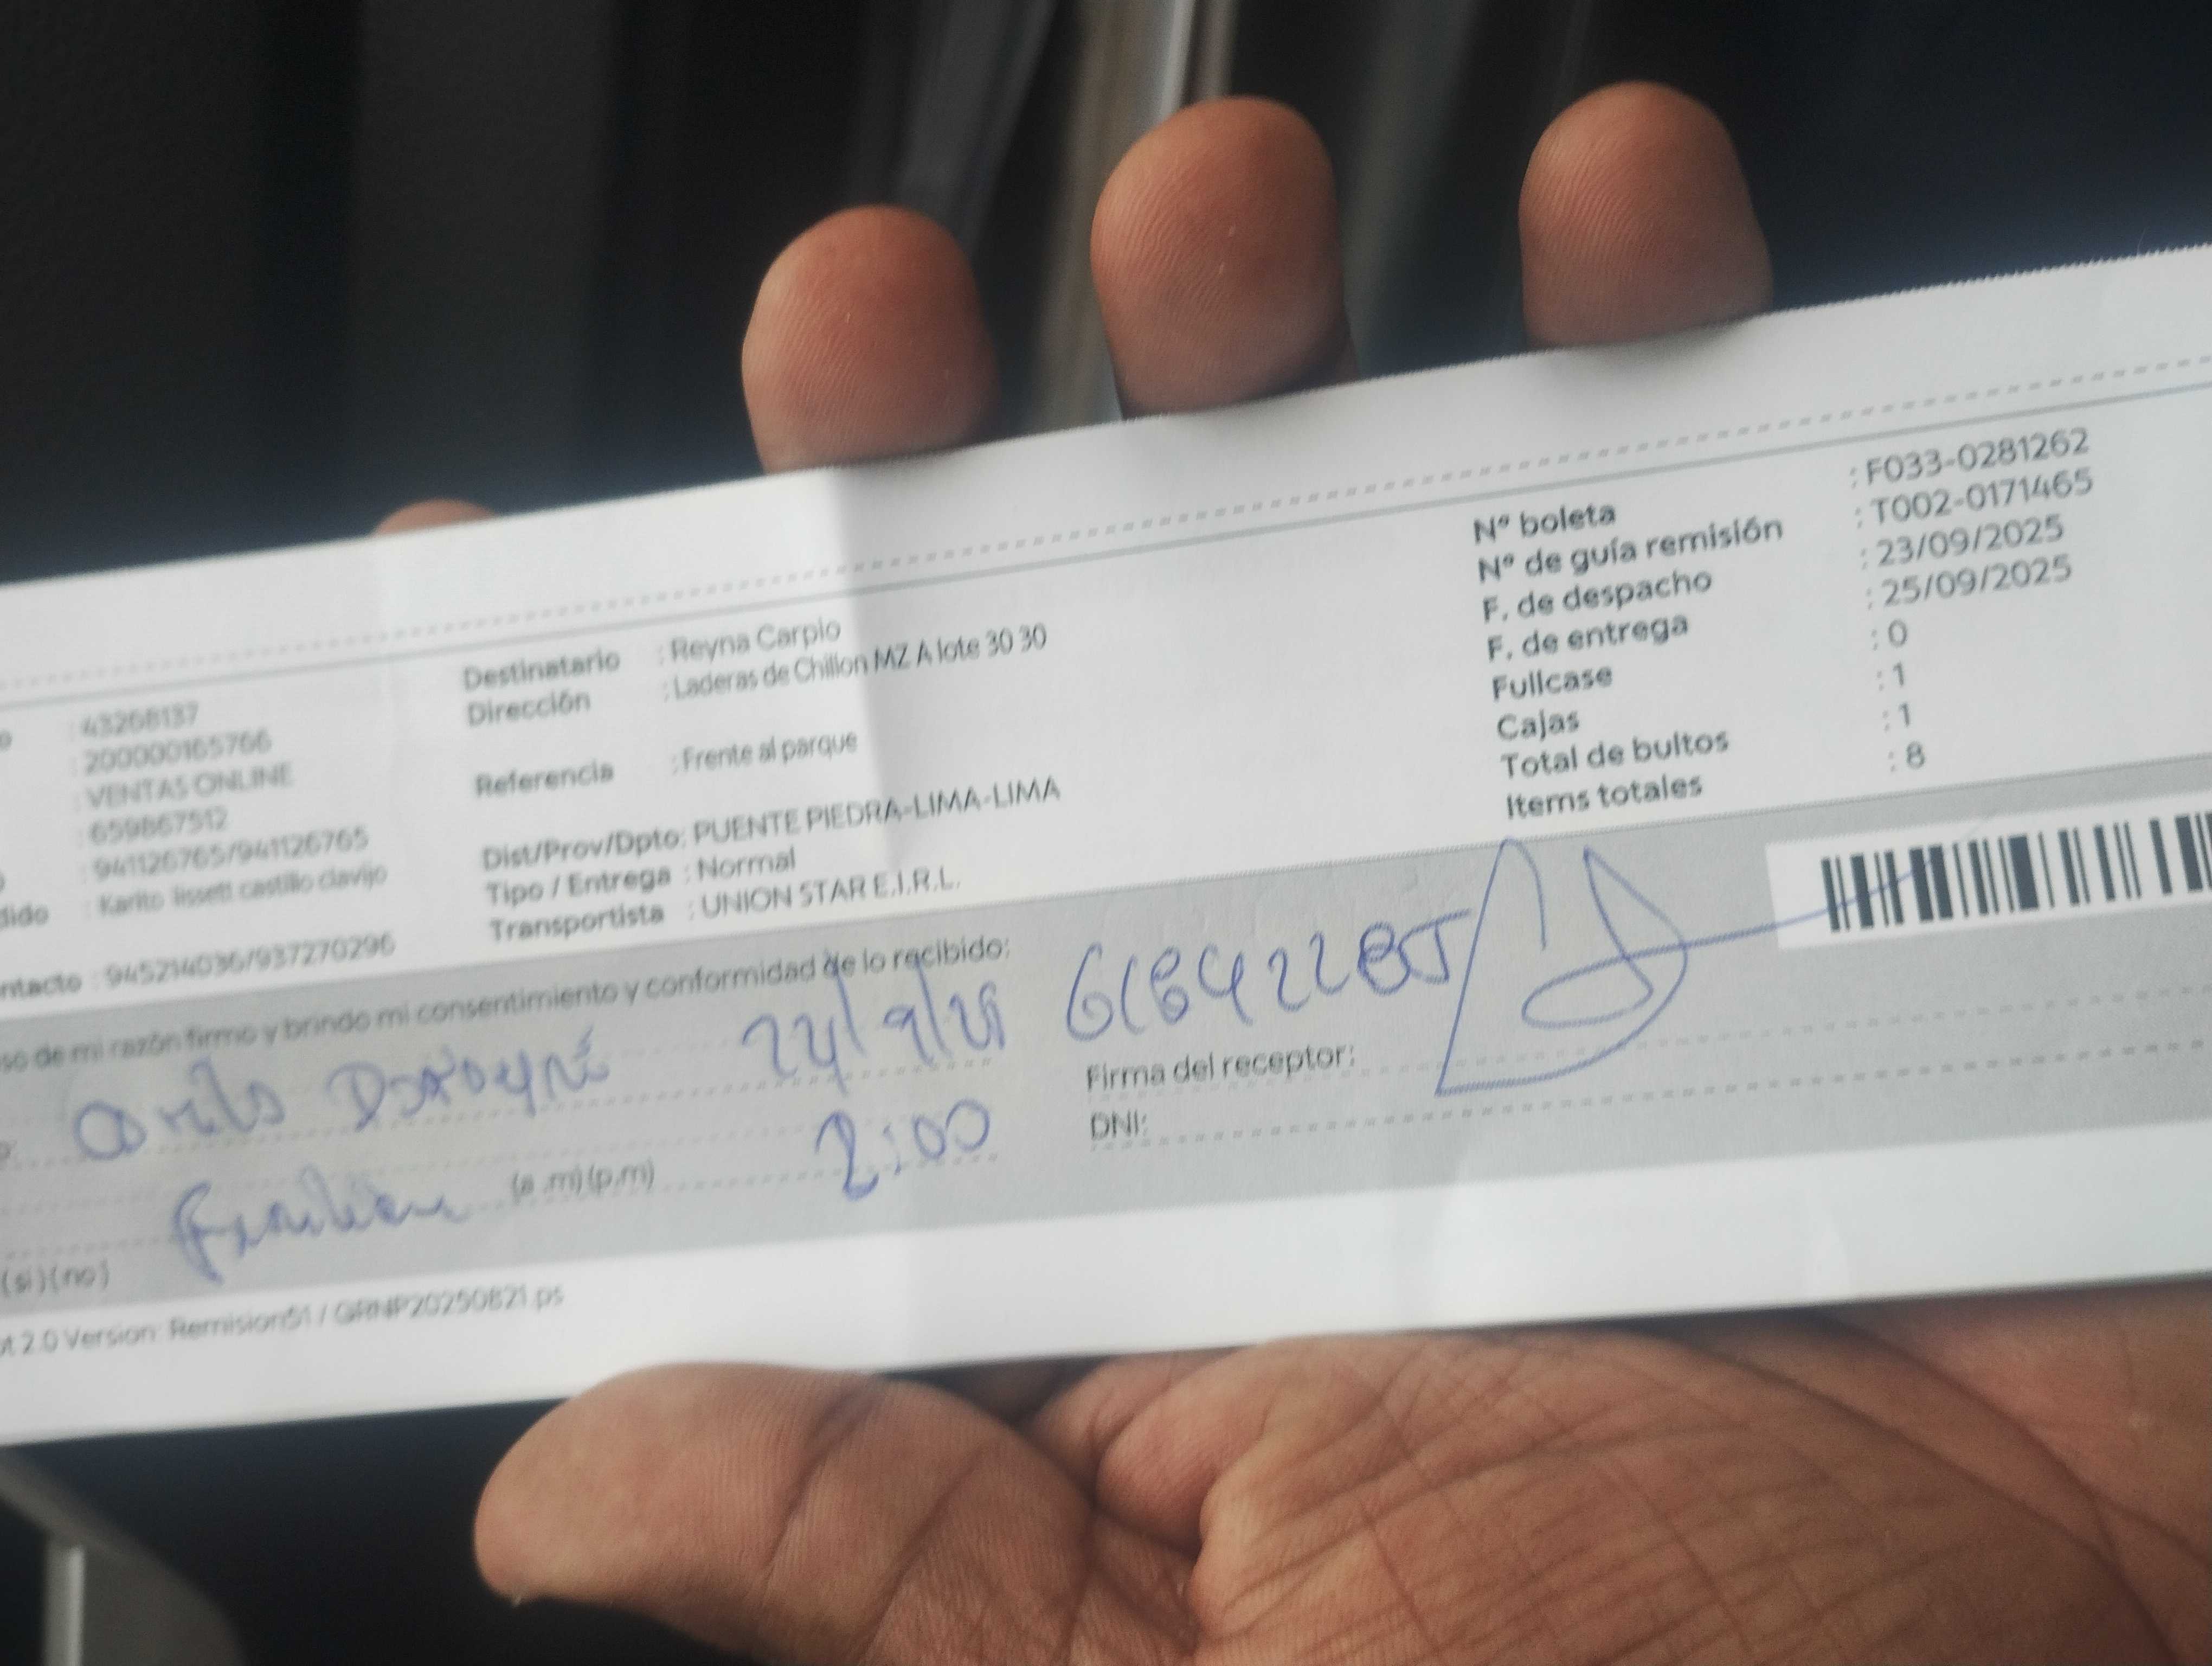 Nº boleta : F033-0281262
Nº de guía remisión : T002-0171465
F. de despacho : 23/09/2025
F. de entrega : 25/09/2025
Fullcase : 0
Cajas : 1
Total de bultos : 1
Items totales : 8
Destinatario : Reyna Carpio
Dirección : Laderas de Chillon MZ A lote 30 30
Referencia : Frente al parque
Dist/Prov/Dpto: PUENTE PIEDRA-LIMA-LIMA
Tipo / Entrega : Normal
Transportista : UNION STAR E.I.R.L.
: 43268137
: 200000165766
: VENTAS ONLINE
: 659867512
: 941126765/941126765
dido : Karito lissett castillo clavijo
ntacto : 945214036/937270296
so de mi razón firmo y brindo mi consentimiento y conformidad de lo recibido:
24/9/25
Firma del receptor:
(a .m) (p.m) 2:00
DNI:
(si) (no)
ot 2.0 Version: Remision51 / GRNP20250821.ps